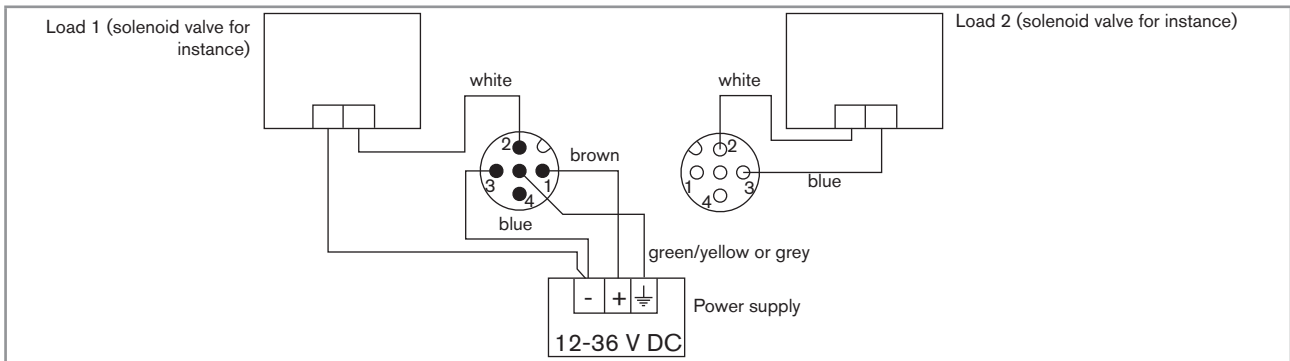 Load 1 (solenoid valve for
instance)
Load 2 (solenoid valve for instance)
white
white
2
brown
3
1
4
blue
2
1
3
4
blue
green/yellow or grey
- +
Power supply
12-36 V DC